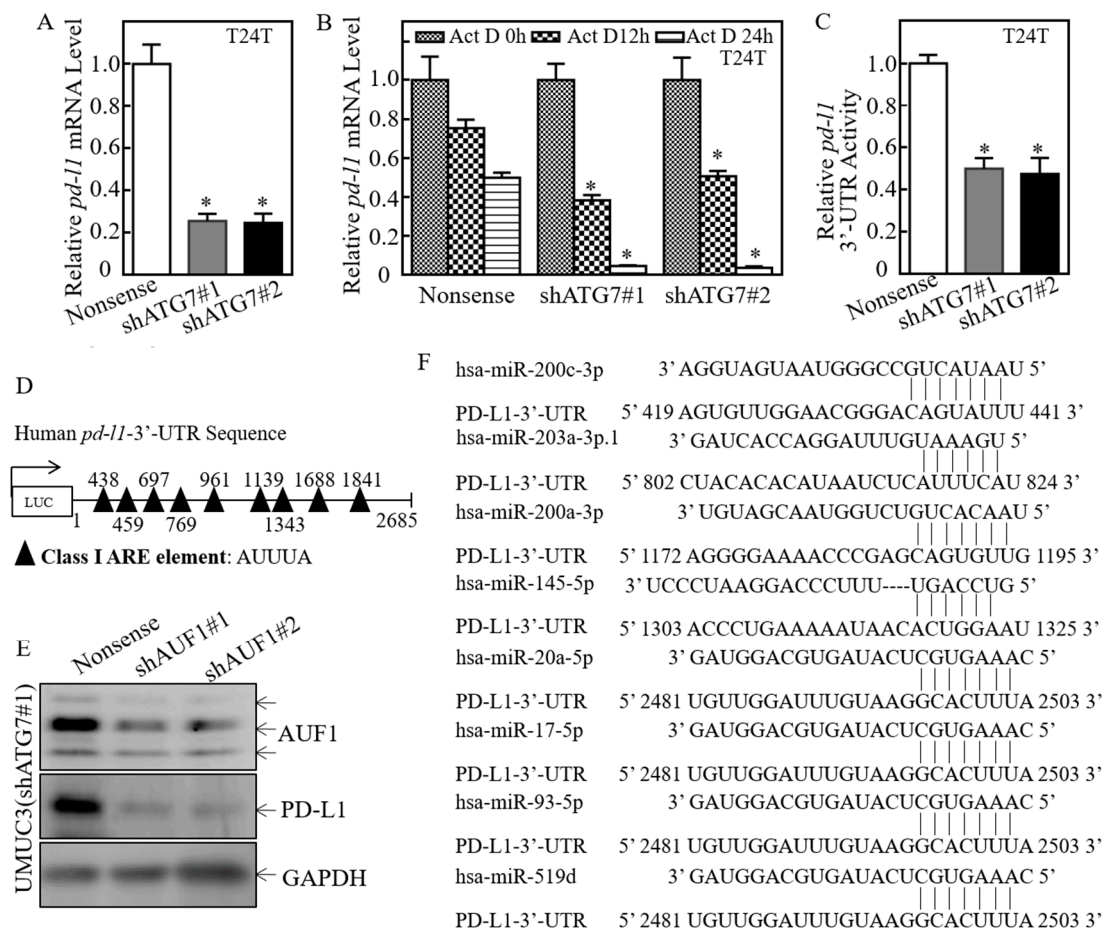 A
Relative pd-l1 mRNA Level
T24T
1.0
0.8
0.6
0.4
0.2
0
Nonsense
shATG7#1
shATG7#2
B
Relative pd-l1 mRNA Level
Act D 0h Act D12h Act D 24h
T24T
1.0
0.8
0.6
0.4
0.2
0
Nonsense shATG7#1 shATG7#2
* * * *
C
Relative pd-l1
3’-UTR Activity
T24T
1.0
0.8
0.6
0.4
0.2
0
Nonsense
shATG7#1
shATG7#2
D
Human pd-l1-3’-UTR Sequence
LUC
438 697 961 1139 1688 1841
1 459 769 1343 2685
▲ Class I ARE element: AUUUA
E
UMUC3(shATG7#1)
Nonsense
shAUF1#1
shAUF1#2
AUF1
PD-L1
GAPDH
F
hsa-miR-200c-3p 3’ AGGUAGUAAUGGGCCGUCAUAAU 5’
PD-L1-3’-UTR 5’ 419 AGUGUUGGAACGGGACAGUAUUU 441 3’
hsa-miR-203a-3p.1 3’ GAUCACCAGGAUUUGUAAAGU 5’
PD-L1-3’-UTR 5’ 802 CUACACACAUAAUCUCAUUUCAU 824 3’
hsa-miR-200a-3p 3’ UGUAGCAAUGGUCUGUCACAAU 5’
PD-L1-3’-UTR 5’ 1172 AGGGGAAAACCCGAGCAGUGUUG 1195 3’
hsa-miR-145-5p 3’ UCCCUAAGGACCCUUU----UGACCUG 5’
PD-L1-3’-UTR 5’ 1303 ACCCUGAAAAAUAACACUGGAAU 1325 3’
hsa-miR-20a-5p 3’ GAUGGACGUGAUACUCGUGAAAC 5’
PD-L1-3’-UTR 5’ 2481 UGUUGGAUUUGUAAGGCACUUUA 2503 3’
hsa-miR-17-5p 3’ GAUGGACGUGAUACUCGUGAAAC 5’
PD-L1-3’-UTR 5’ 2481 UGUUGGAUUUGUAAGGCACUUUA 2503 3’
hsa-miR-93-5p 3’ GAUGGACGUGAUACUCGUGAAAC 5’
PD-L1-3’-UTR 5’ 2481 UGUUGGAUUUGUAAGGCACUUUA 2503 3’
hsa-miR-519d 3’ GAUGGACGUGAUACUCGUGAAAC 5’
PD-L1-3’-UTR 5’ 2481 UGUUGGAUUUGUAAGGCACUUUA 2503 3’